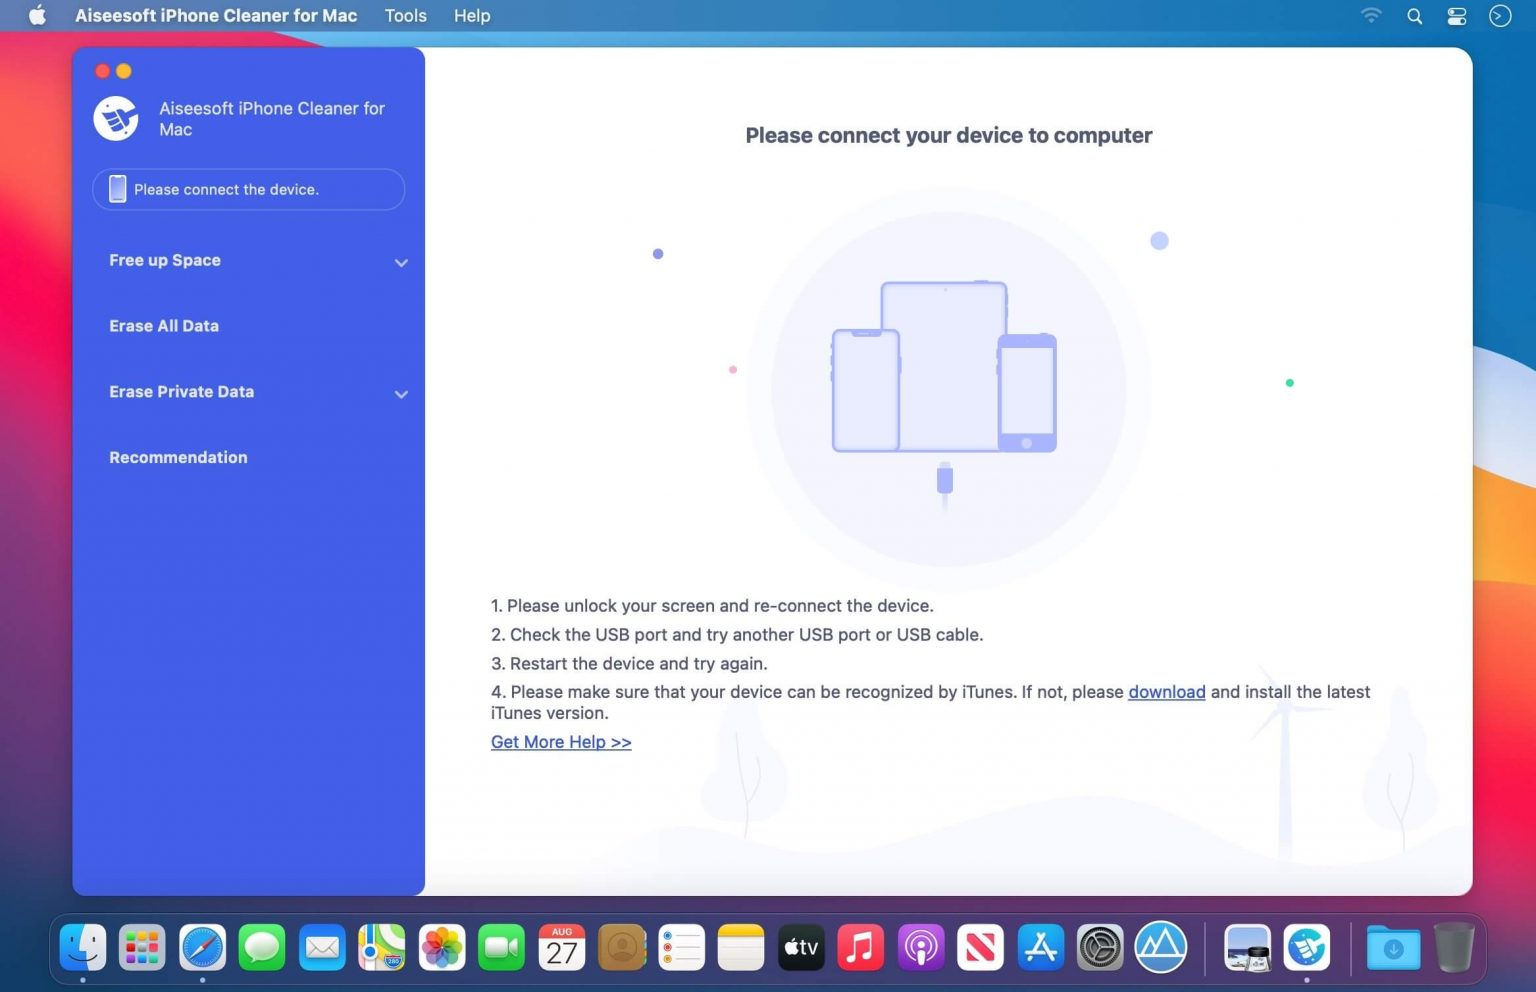 Aiseesoft iPhone Cleaner for Mac Tools Help
Aiseesoft iPhone Cleaner for
Mac
Please connect the device.
Free up Space
Erase All Data
Erase Private Data
Recommendation
Please connect your device to computer
1. Please unlock your screen and re-connect the device.
2. Check the USB port and try another USB port or USB cable.
3. Restart the device and try again.
4. Please make sure that your device can be recognized by iTunes. If not, please download and install the latest
iTunes version.
Get More Help >>
AUG
27
tv
280